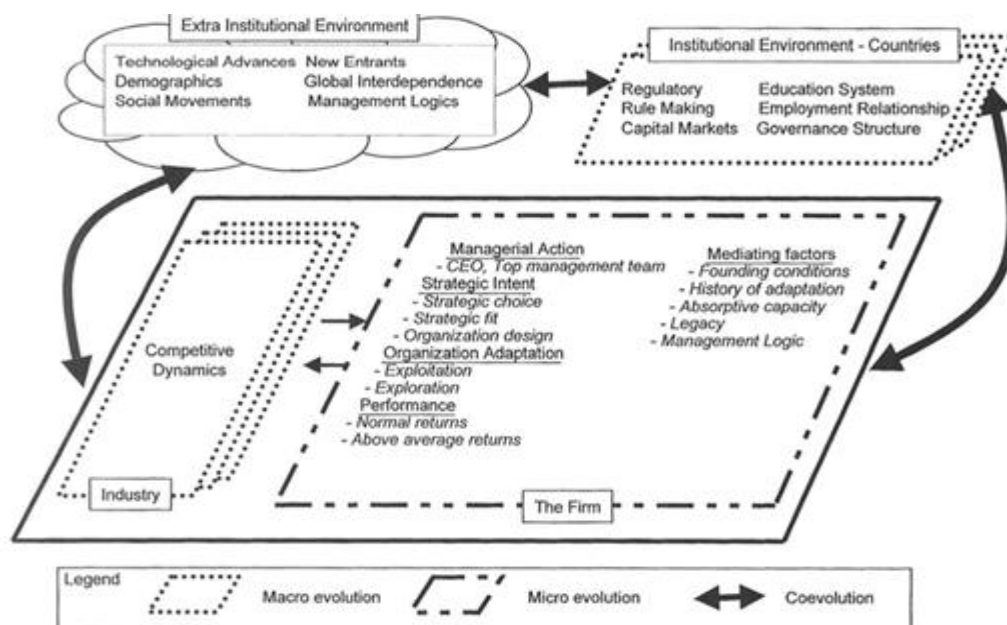 Extra Institutional Environment
Technological Advances New Entrants
Demographics Global Interdependence
Social Movements Management Logics
Institutional Environment - Countries
Regulatory Education System
Rule Making Employment Relationship
Capital Markets Governance Structure
Competitive
Dynamics
Industry
Managerial Action
- CEO, Top management team
Strategic Intent
- Strategic choice
- Strategic fit
- Organization design
Organization Adaptation
- Exploitation
- Exploration
Performance
- Normal returns
- Above average returns
Mediating factors
- Founding conditions
- History of adaptation
- Absorptive capacity
- Legacy
- Management Logic
The Firm
Legend
Macro evolution
Micro evolution
Coevolution